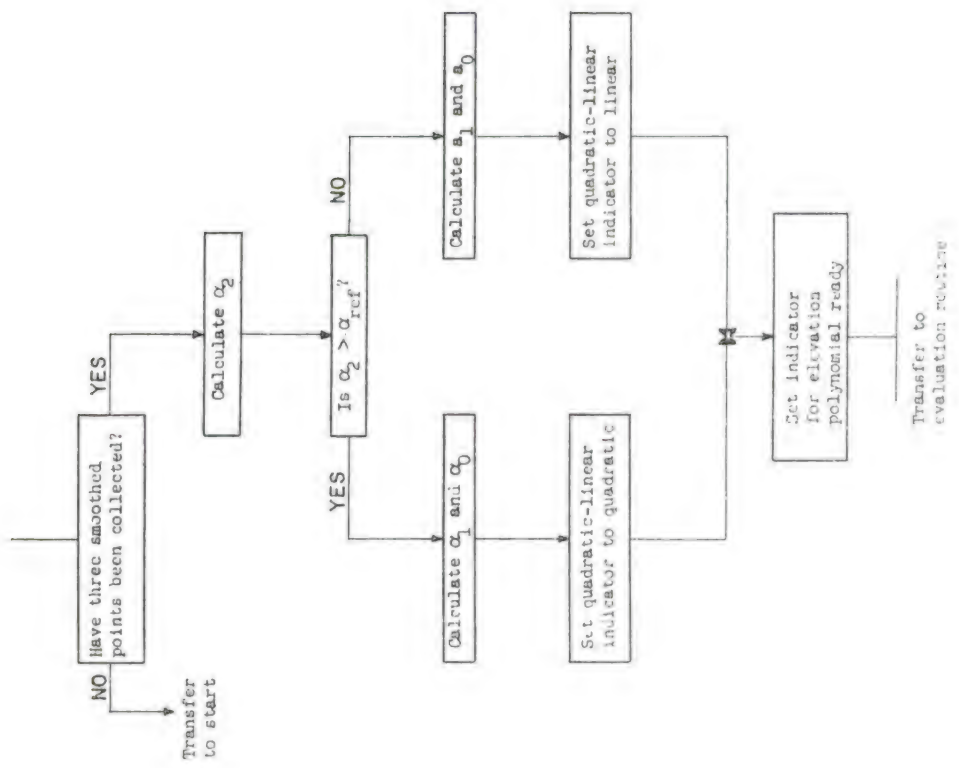 Have three smoothed
points been collected?
NO
Transfer
to start
YES
Calculate α₂
Is α₂ > α_ref?
YES
NO
Calculate α₁ and α₀
Calculate a₁ and a₀
Set quadratic-linear
indicator to quadratic
Set quadratic-linear
indicator to linear
Set indicator
for elevation
polynomial ready
Transfer to
evaluation routine